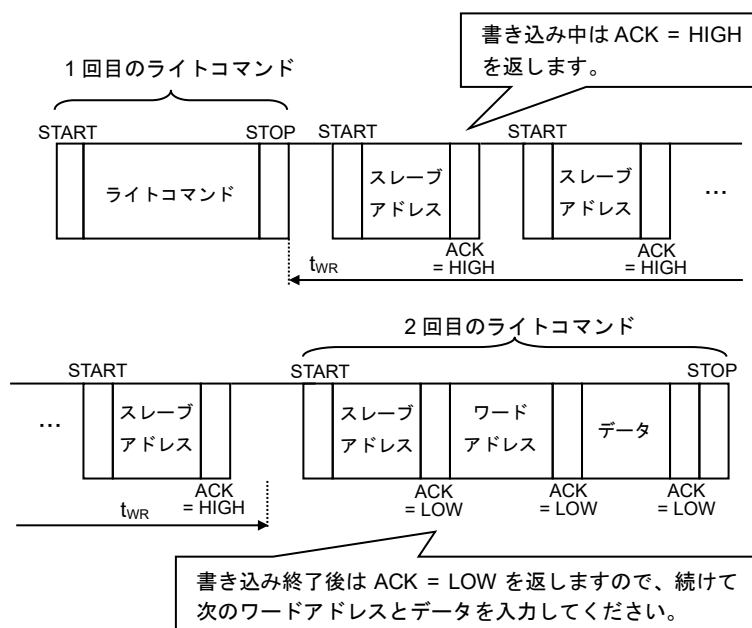 書き込み中は ACK = HIGH
を返します。
1 回目のライトコマンド
START
STOP
START
START
ライトコマンド
スレーブ
アドレス
スレーブ
アドレス
…
ACK
= HIGH
ACK
= HIGH
tWR
2 回目のライトコマンド
START
START
STOP
…
スレーブ
アドレス
スレーブ
アドレス
ワード
アドレス
データ
ACK
= HIGH
ACK
= LOW
ACK
= LOW
ACK
= LOW
tWR
書き込み終了後は ACK = LOW を返しますので、続けて
次のワードアドレスとデータを入力してください。